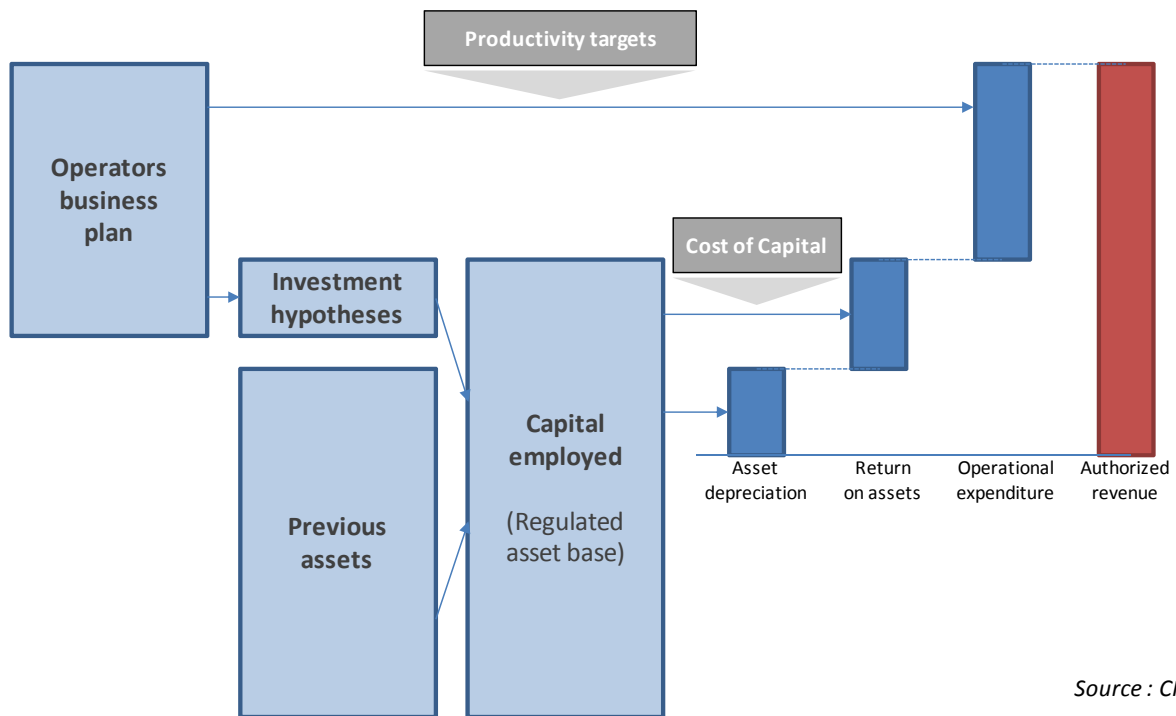 Productivity targets
Operators
business
plan
Cost of Capital
Investment
hypotheses
Previous
assets
Capital
employed
(Regulated
asset base)
Asset
depreciation
Return
on assets
Operational
expenditure
Authorized
revenue
Source :